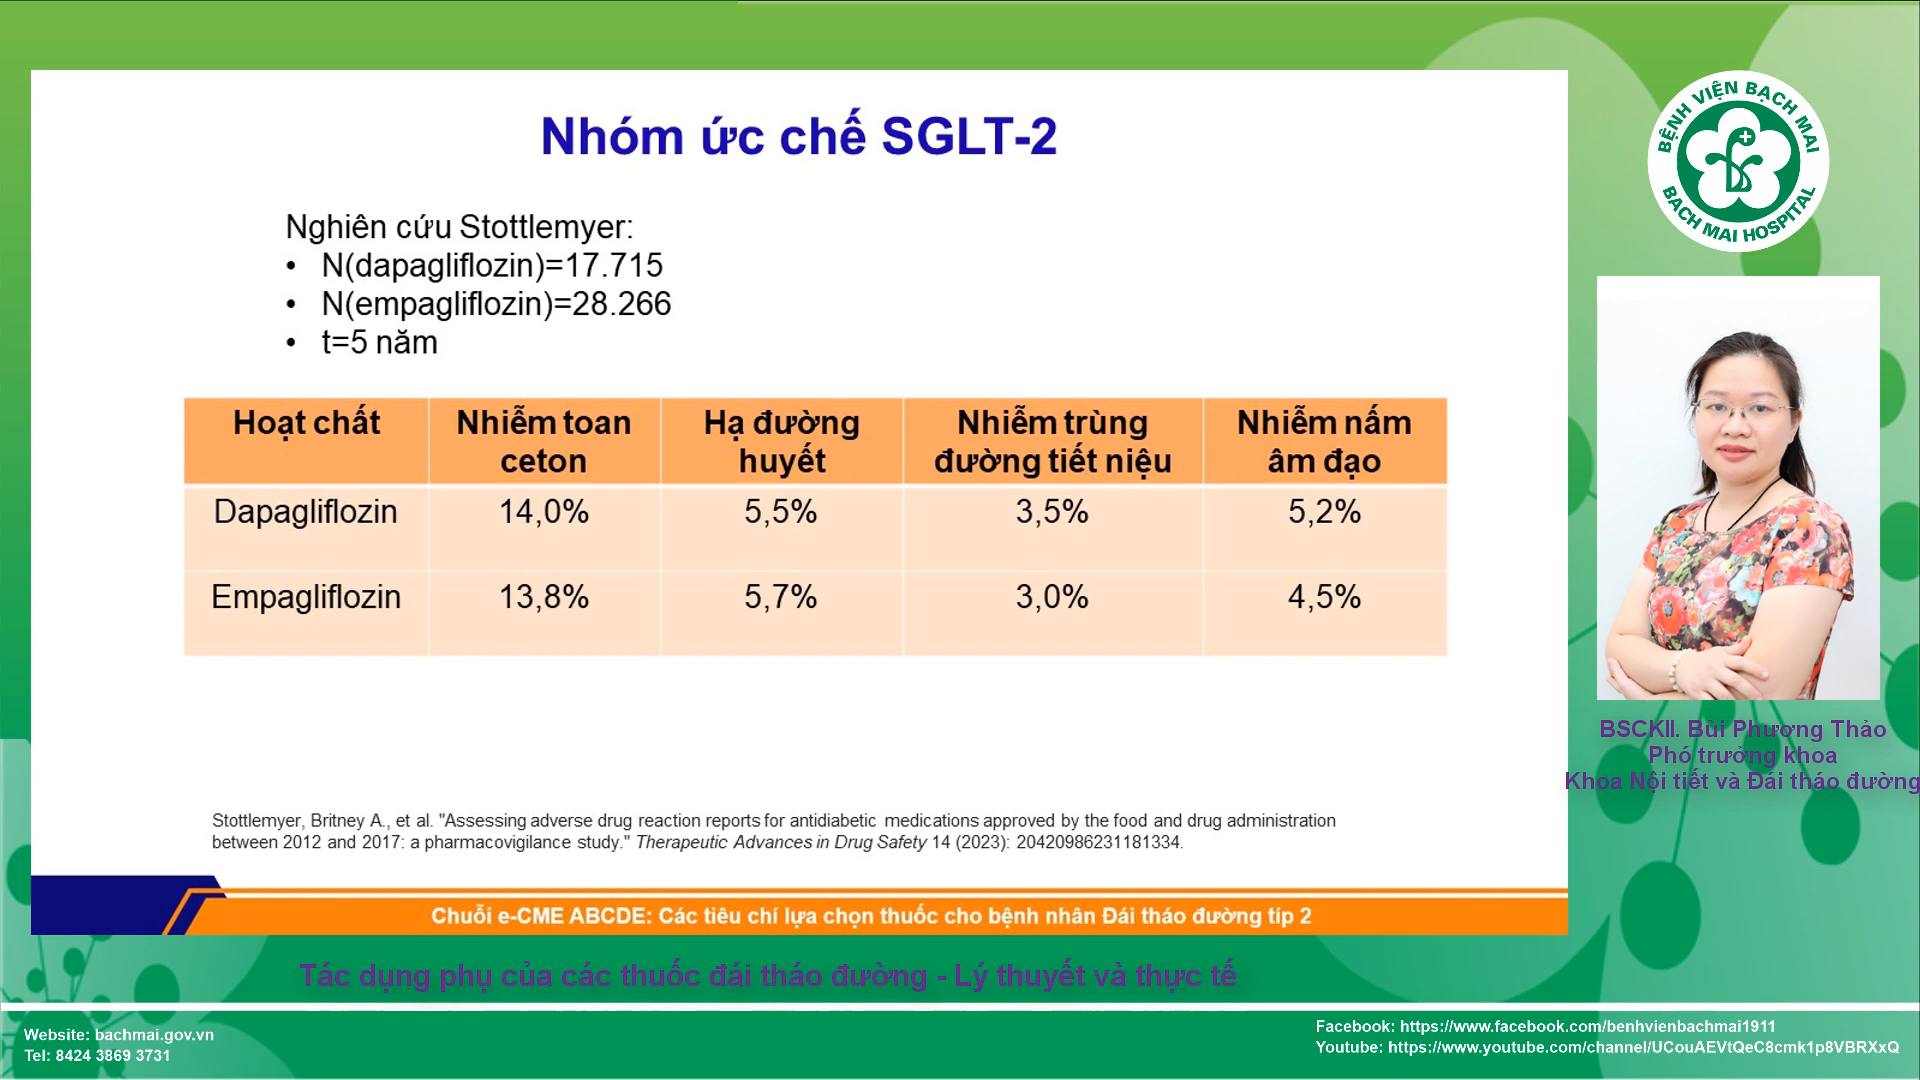 Nhóm ức chế SGLT-2
Nghiên cứu Stottlemyer:
• N(dapagliflozin)=17.715
• N(empagliflozin)=28.266
• t=5 năm
Hoạt chất
Nhiễm toan
ceton
Hạ đường
huyết
Nhiễm trùng
đường tiết niệu
Nhiễm nấm
âm đạo
Dapagliflozin 14,0% 5,5% 3,5% 5,2%
Empagliflozin 13,8% 5,7% 3,0% 4,5%
Stottlemyer, Britney A., et al. "Assessing adverse drug reaction reports for antidiabetic medications approved by the food and drug administration
between 2012 and 2017: a pharmacovigilance study." Therapeutic Advances in Drug Safety 14 (2023): 20420986231181334.
Chuỗi e-CME ABCDE: Các tiêu chí lựa chọn thuốc cho bệnh nhân Đái tháo đường típ 2
BỆNH VIỆN BẠCH MAI
BACH MAI HOSPITAL
BSCKII. Bùi Phương Thảo
Phó trưởng khoa
Khoa Nội tiết và Đái tháo đường
Tác dụng phụ của các thuốc đái tháo đường - Lý thuyết và thực tế
Website: bachmai.gov.vn
Tel: 8424 3869 3731
Facebook: https://www.facebook.com/benhvienbachmai1911
Youtube: https://www.youtube.com/channel/UCouAEVtQeC8cmk1p8VBRXxQ